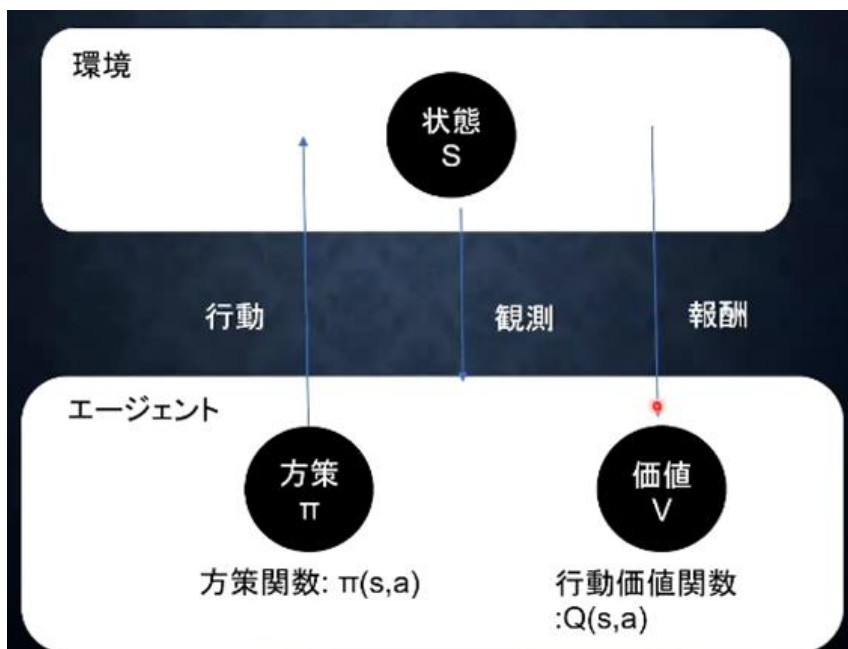 環境
状態
S
行動
観測
報酬
エージェント
方策
π
価値
V
方策関数: π(s,a)
行動価値関数
:Q(s,a)